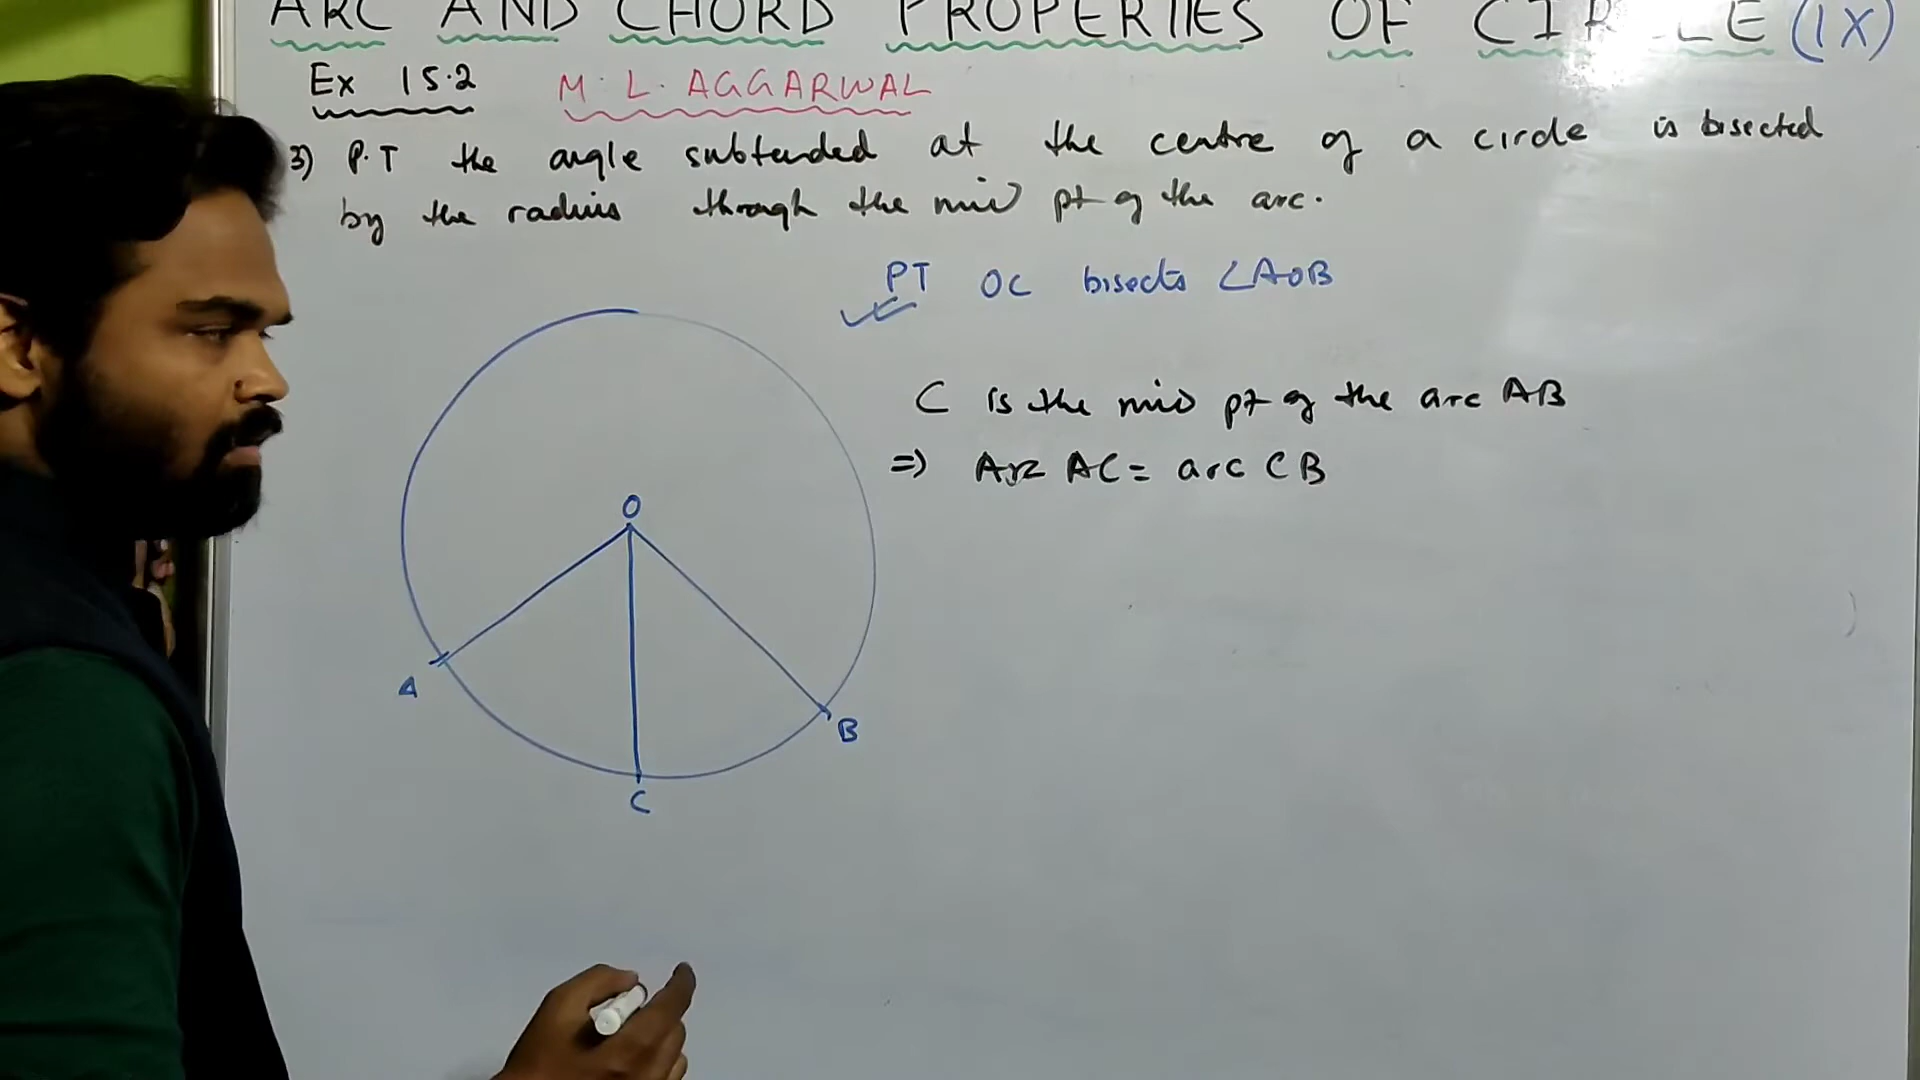 ARC AND CHORD PROPERTIES OF CIRCLE (IX)
Ex 15.2 M. L. AGGARWAL
3) P.T the angle subtended at the centre of a circle is bisected
by the radius through the mid pt of the arc.
PT OC bisects ∠AOB
C is the mid pt of the arc AB
=) Arc AC = arc CB
O
A
B
C